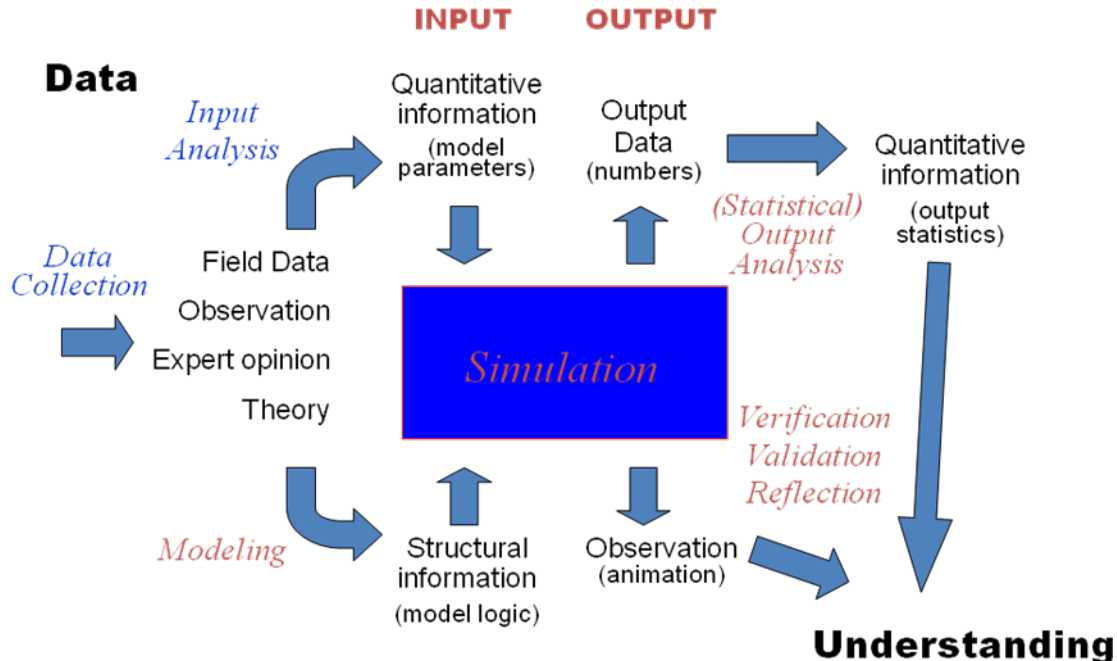 INPUT
OUTPUT
Data
Input
Analysis
Quantitative
information
(model
parameters)
Output
Data
(numbers)
Quantitative
information
(output
statistics)
(Statistical)
Output
Analysis
Data
Collection
Field Data
Observation
Expert opinion
Theory
Simulation
Verification
Validation
Reflection
Modeling
Structural
information
(model logic)
Observation
(animation)
Understanding